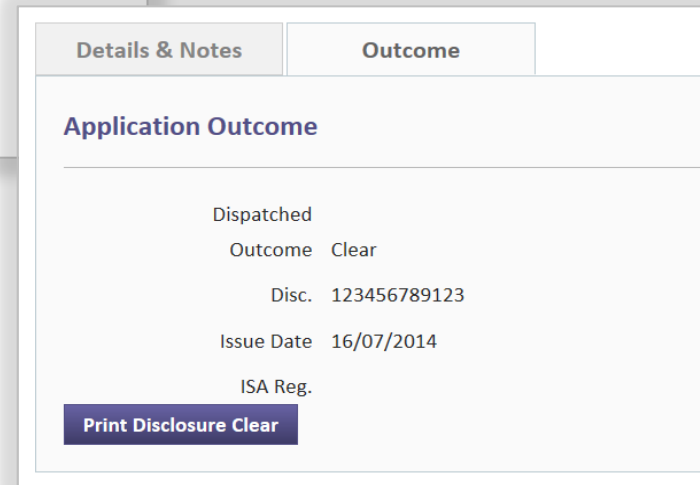 Details & Notes
Outcome
Application Outcome
Dispatched
Outcome Clear
Disc. 123456789123
Issue Date 16/07/2014
ISA Reg.
Print Disclosure Clear